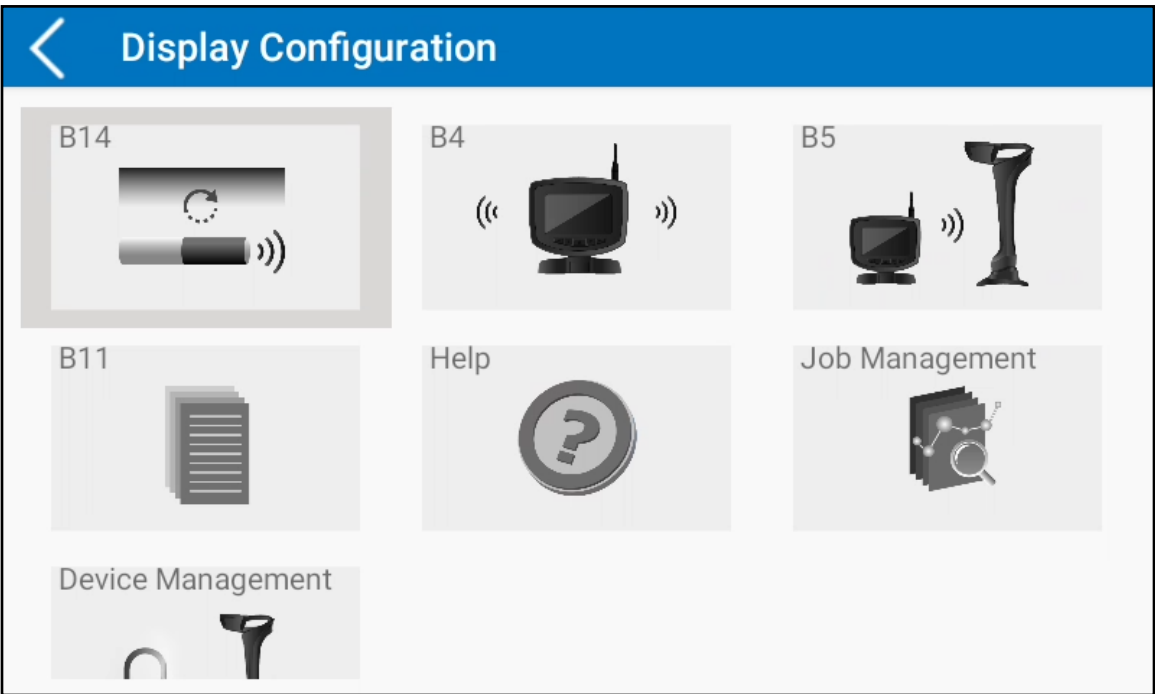 Display Configuration
B14
B4
B5
B11
Help
Job Management
Device Management